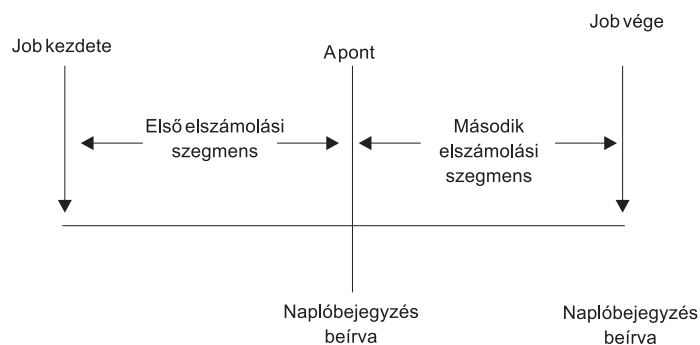 Job vége
Job kezdete
A pont
Első elszámolási
szegmens
Második
elszámolási
szegmens
Naplóbejegyzés
beírva
Naplóbejegyzés
beírva